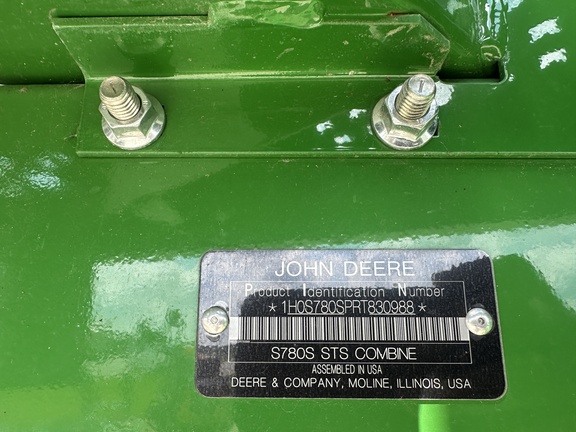 JOHN DEERE
Product Identification Number
* 1H0S780SPRT830988 *
S780S STS COMBINE
ASSEMBLED IN USA
DEERE & COMPANY, MOLINE, ILLINOIS, USA